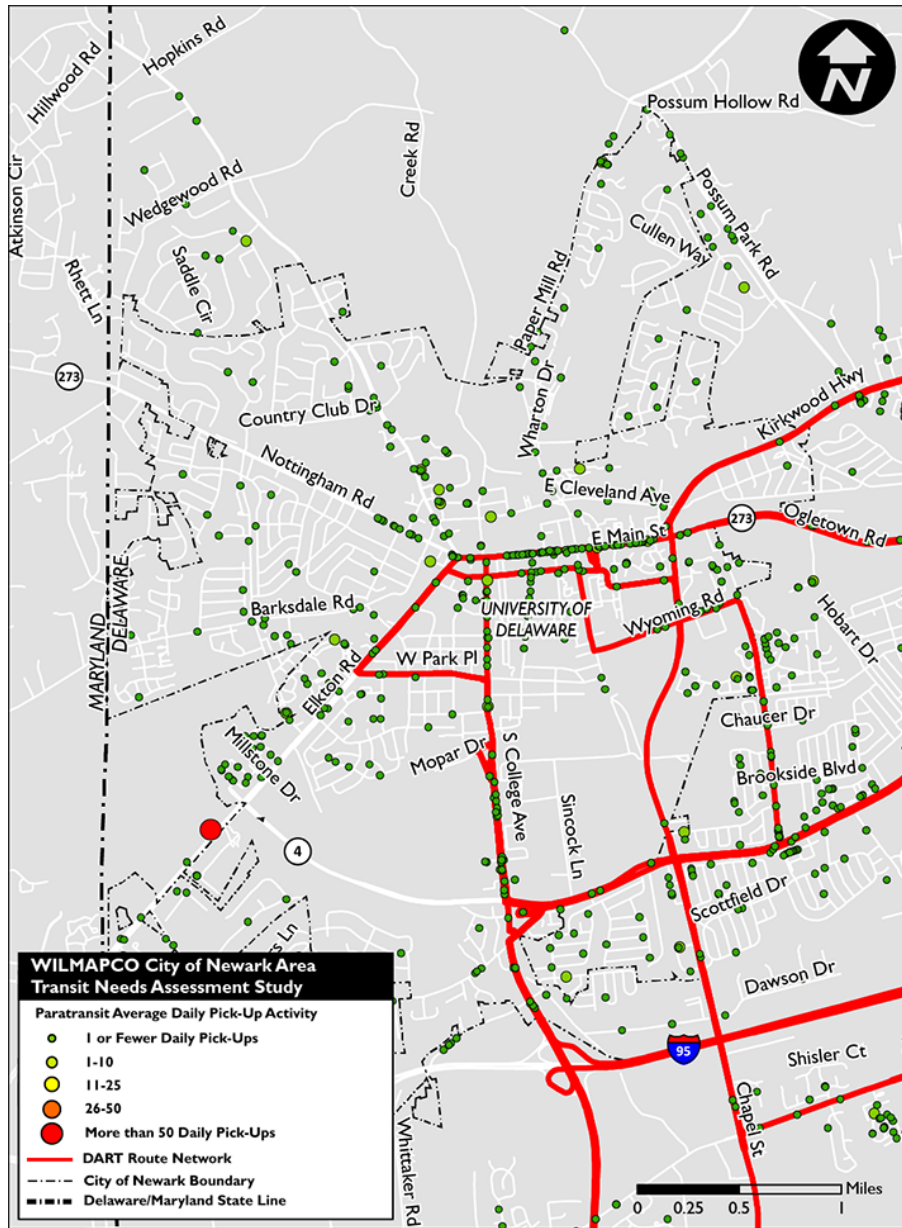 Hopkins Rd
Hillwood Rd
N
Possum Hollow Rd
Creek Rd
Atkinson Cir
Wedgewood Rd
Possum Park Rd
Cullen Way
Saddle Cir
Rhett Ln
Paper Mill Rd
273
Wharton Dr
Country Club Dr
Kirkwood Hwy
Nottingham Rd
E Cleveland Ave
E Main St
273
Ogletown Rd
MARYLAND
DELAWARE
Barksdale Rd
UNIVERSITY OF
DELAWARE
Wyoming Rd
Hobart Dr
W Park Pl
Elkton Rd
Chaucer Dr
Millstone Dr
Mopar Dr
S College Ave
Brookside Blvd
Sincock Ln
4
Scottfield Dr
Ln
Dawson Dr
95
Shisler Ct
Chapel St
Whittaker Rd
WILMAPCO City of Newark Area
Transit Needs Assessment Study
Paratransit Average Daily Pick-Up Activity
1 or Fewer Daily Pick-Ups
1-10
11-25
26-50
More than 50 Daily Pick-Ups
DART Route Network
City of Newark Boundary
Delaware/Maryland State Line
Miles
0 0.25 0.5 1